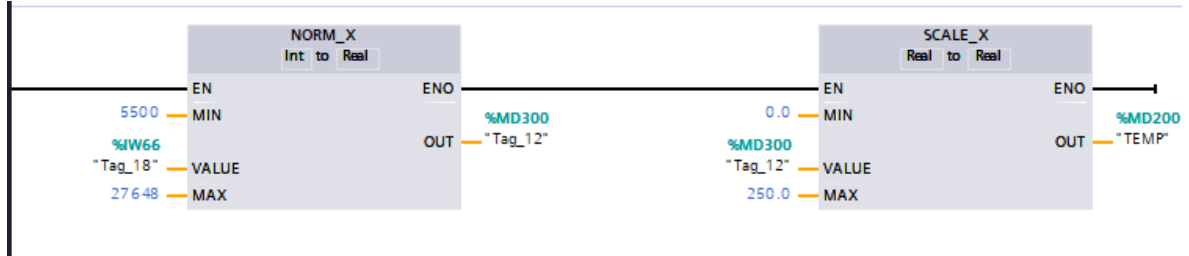 NORM_X
Int to Real
EN
ENO
5500
MIN
%MD300
"Tag_12"
OUT
%IW66
"Tag_18"
VALUE
27648
MAX
SCALE_X
Real to Real
EN
ENO
0.0
MIN
%MD200
"TEMP"
OUT
%MD300
"Tag_12"
VALUE
250.0
MAX